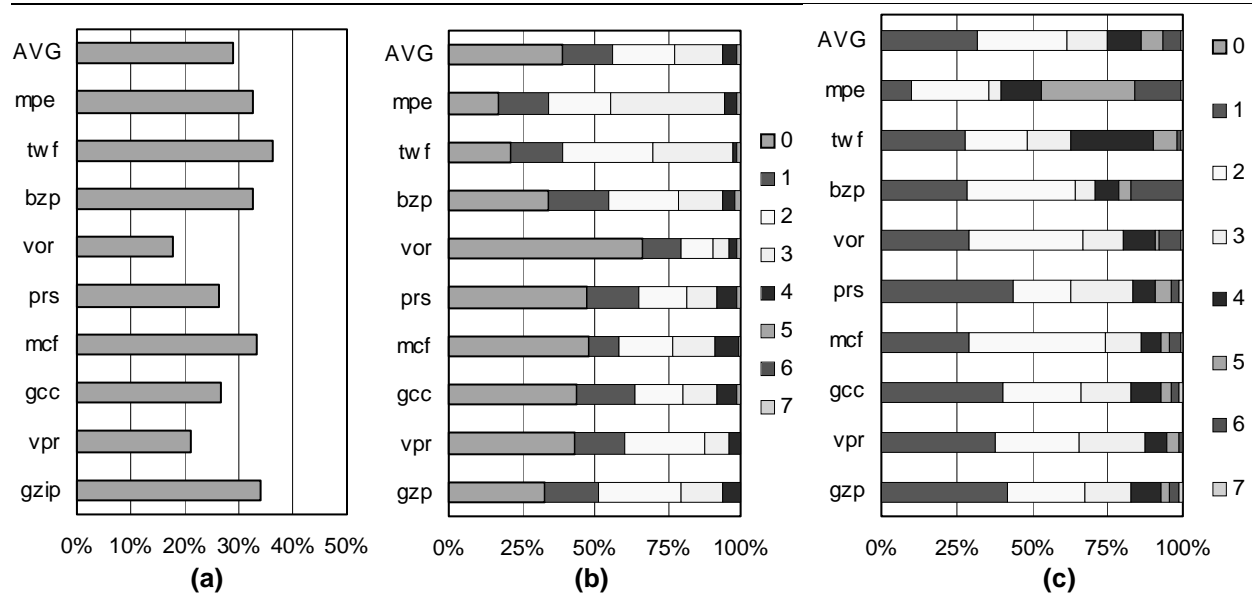 AVG
mpe
twf
bzp
vor
prs
mcf
gcc
vpr
gzip
0% 10% 20% 30% 40% 50%
(a)
AVG
mpe
twf
bzp
vor
prs
mcf
gcc
vpr
gzp
0% 25% 50% 75% 100%
(b)
0
1
2
3
4
5
6
7
AVG
mpe
twf
bzp
vor
prs
mcf
gcc
vpr
gzp
0% 25% 50% 75% 100%
(c)
0
1
2
3
4
5
6
7